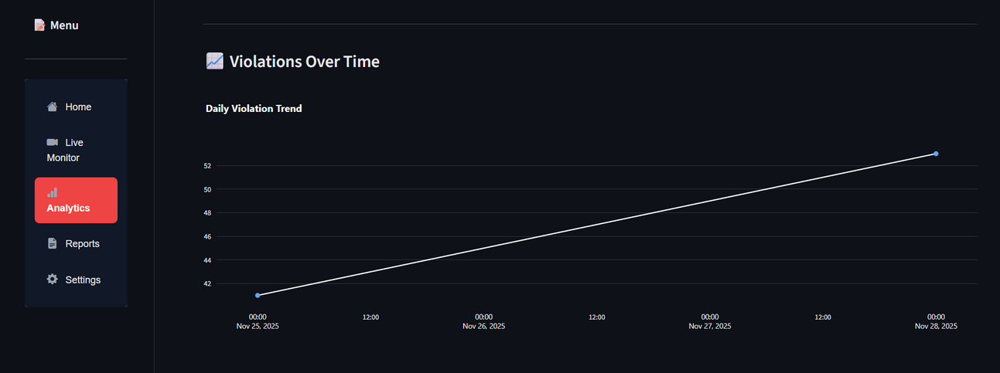 Menu
Home
Live
Monitor
Analytics
Reports
Settings
Violations Over Time
Daily Violation Trend
52
50
48
46
44
42
00:00 12:00 00:00 12:00 00:00 12:00 00:00
Nov 25, 2025 Nov 26, 2025 Nov 27, 2025 Nov 28, 2025